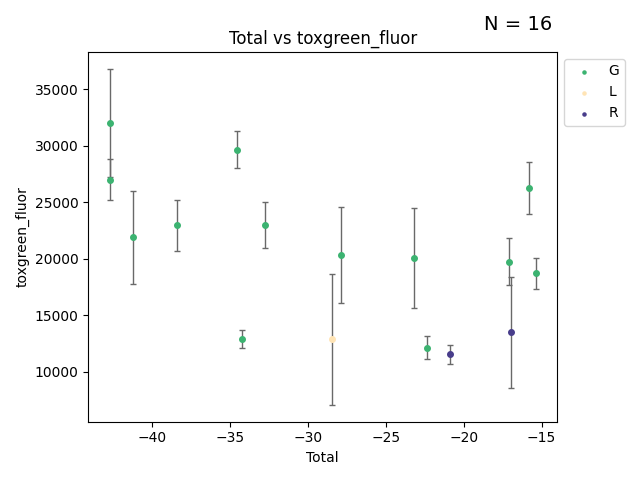 N = 16
Total vs toxgreen_fluor
G
L
R
35000
30000
25000
20000
15000
10000
toxgreen_fluor
−40
−35
−30
−25
−20
−15
Total